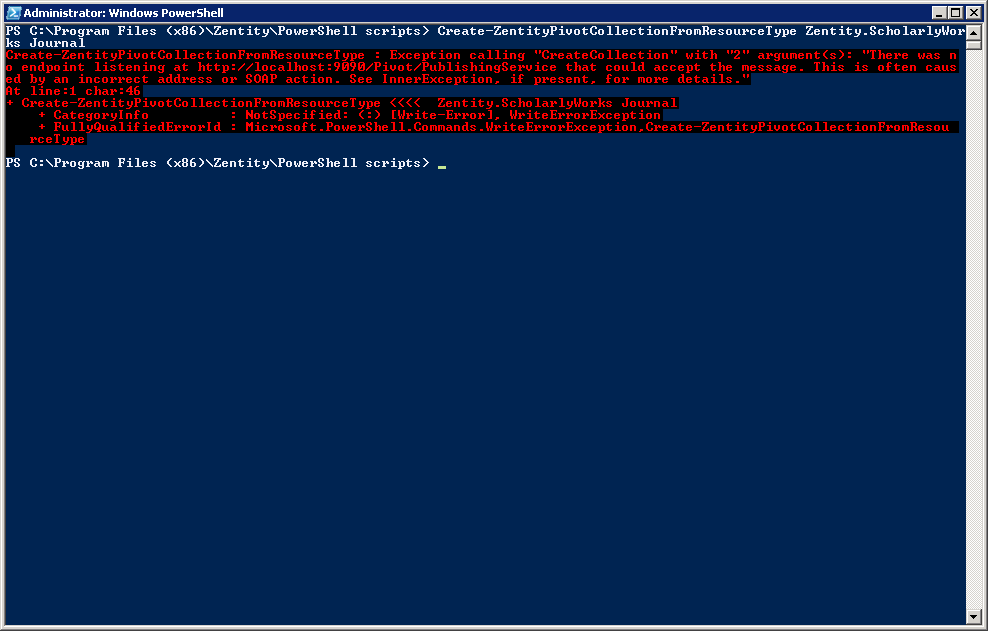 Administrator: Windows PowerShell
PS C:\Program Files (x86)\Zentity\PowerShell scripts> Create-ZentityPivotCollectionFromResourceType Zentity.ScholarlyWor
ks Journal
Create-ZentityPivotCollectionFromResourceType : Exception calling "CreateCollection" with "2" argument(s): "There was n
o endpoint listening at http://localhost:9090/Pivot/PublishingService that could accept the message. This is often caus
ed by an incorrect address or SOAP action. See InnerException, if present, for more details."
At line:1 char:46
+ Create-ZentityPivotCollectionFromResourceType <<<<  Zentity.ScholarlyWorks Journal
    + CategoryInfo          : NotSpecified: (:) [Write-Error], WriteErrorException
    + FullyQualifiedErrorId : Microsoft.PowerShell.Commands.WriteErrorException,Create-ZentityPivotCollectionFromResou
   rceType
PS C:\Program Files (x86)\Zentity\PowerShell scripts> _